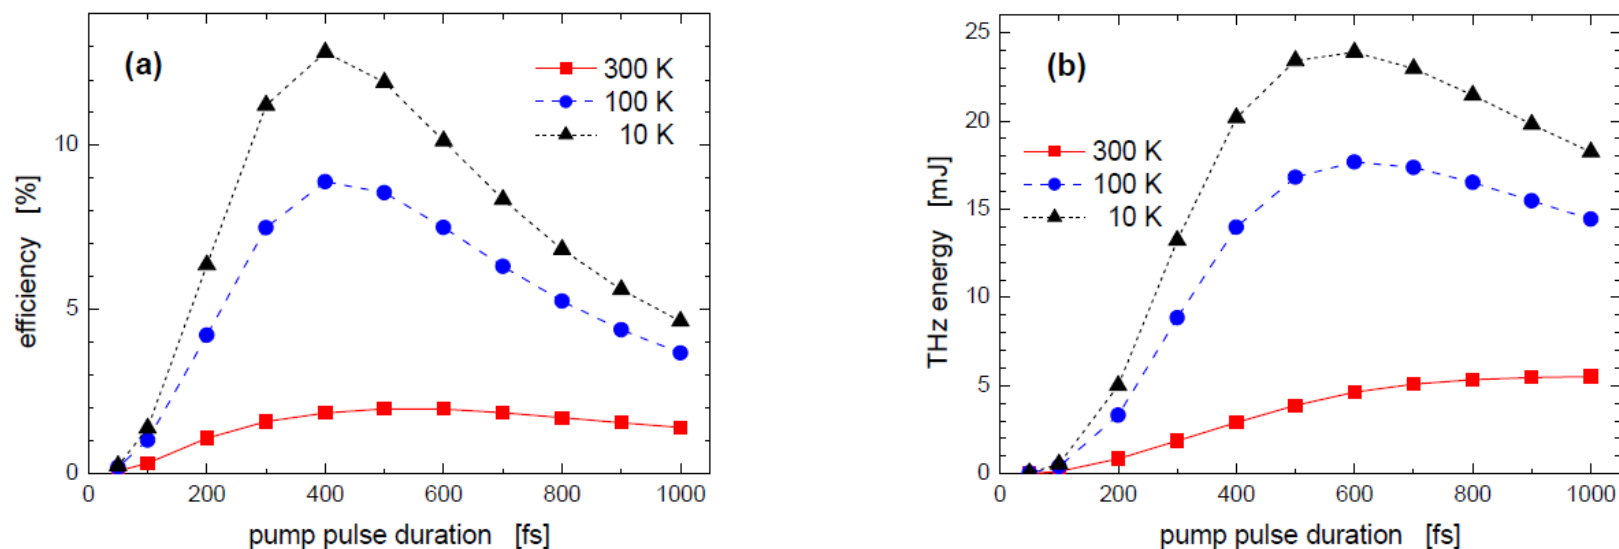 (a)
300 K
100 K
10 K
10
5
0
efficiency [%]
0 200 400 600 800 1000
pump pulse duration [fs]
(b)
300 K
100 K
10 K
25
20
15
10
5
0
THz energy [mJ]
0 200 400 600 800 1000
pump pulse duration [fs]